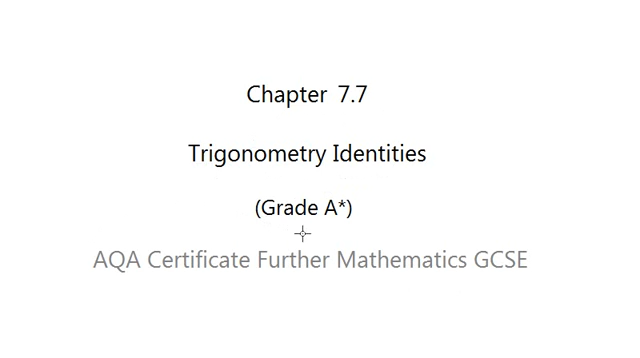 Chapter 7.7
Trigonometry Identities
(Grade A*)
AQA Certificate Further Mathematics GCSE